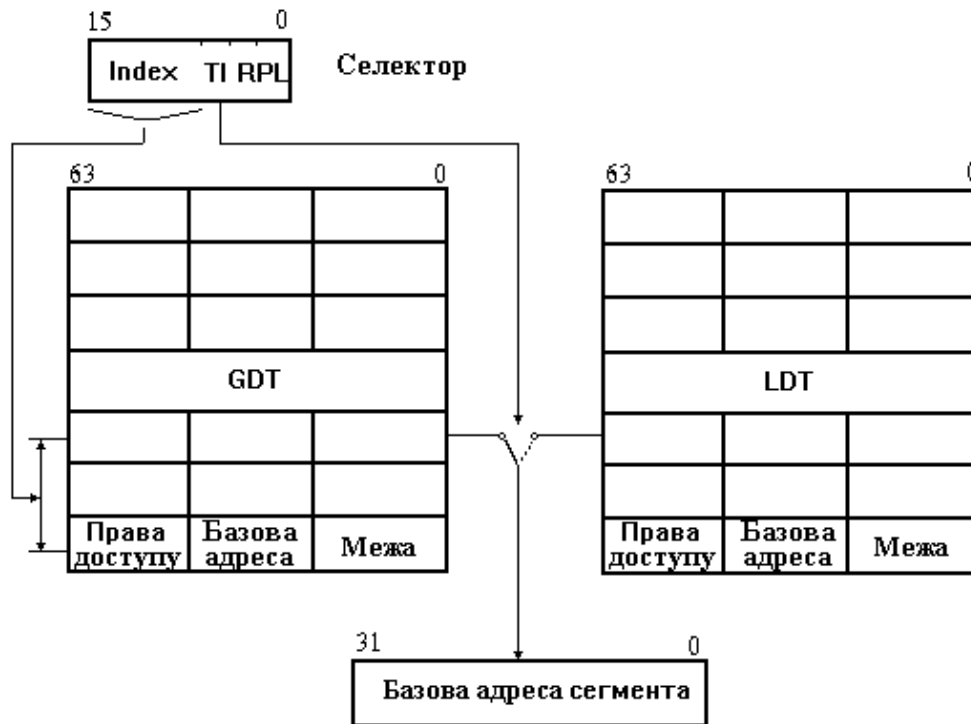 15 0
Index TI RPL
Селектор
63 0
63 0
GDT
LDT
Права доступу
Базова адреса
Межа
Права доступу
Базова адреса
Межа
31 0
Базова адреса сегмента